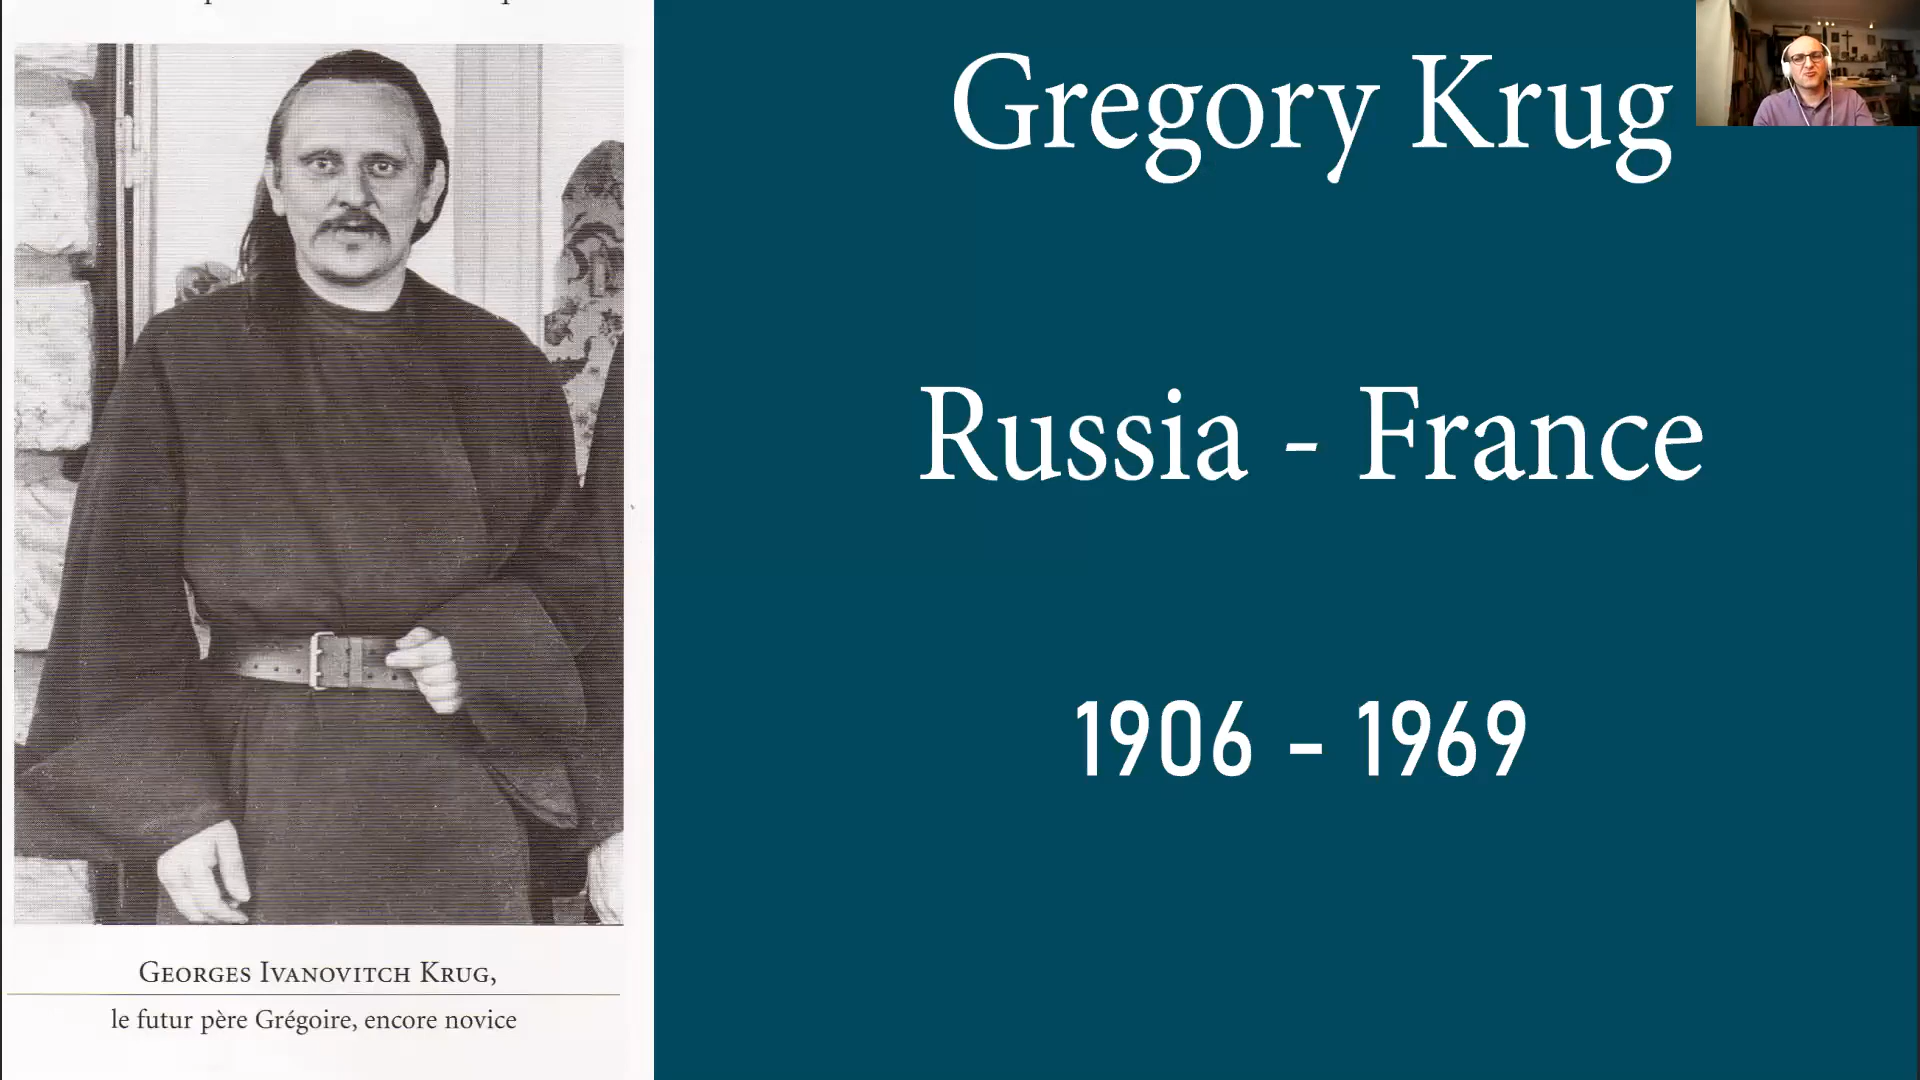 Gregory Krug
Russia - France
1906 - 1969
Georges Ivanovitch Krug,
le futur père Grégoire, encore novice